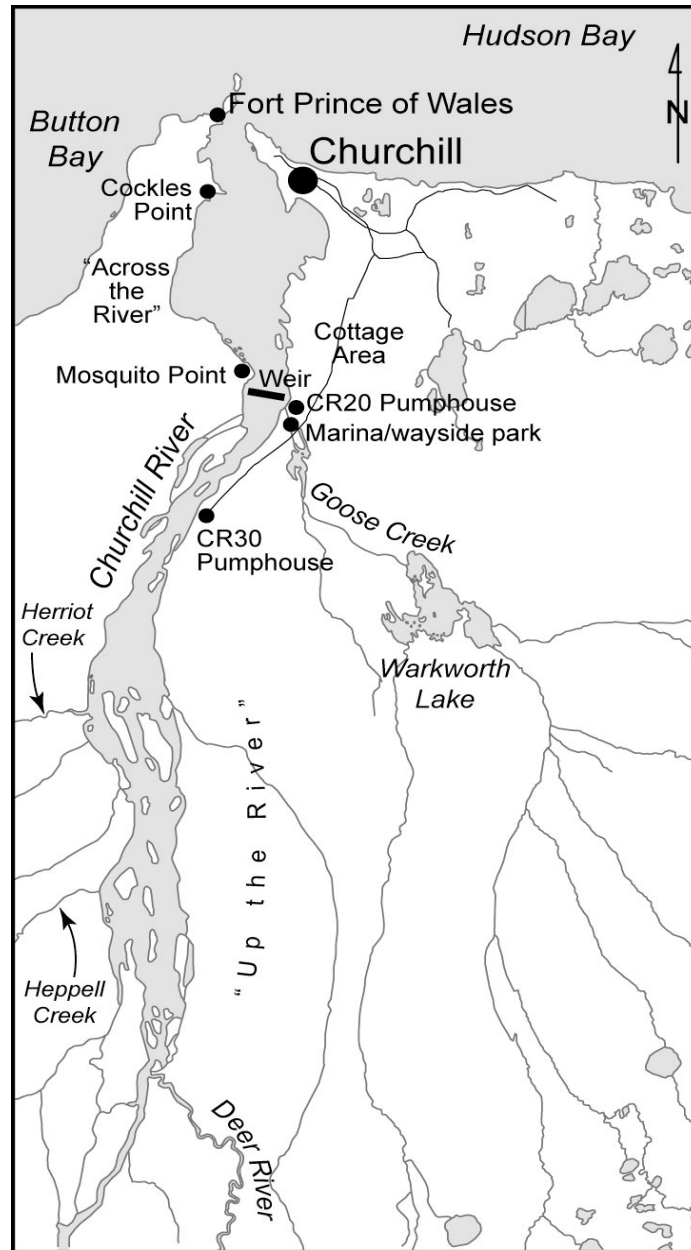 Hudson Bay
N
Fort Prince of Wales
Button
Bay
Churchill
Cockles
Point
“Across
the
River”
Cottage
Area
Mosquito Point
Weir
CR20 Pumphouse
Marina/wayside park
Churchill River
Goose Creek
CR30
Pumphouse
Herriot
Creek
Warkworth
Lake
“Up the River”
Heppell
Creek
Deer River